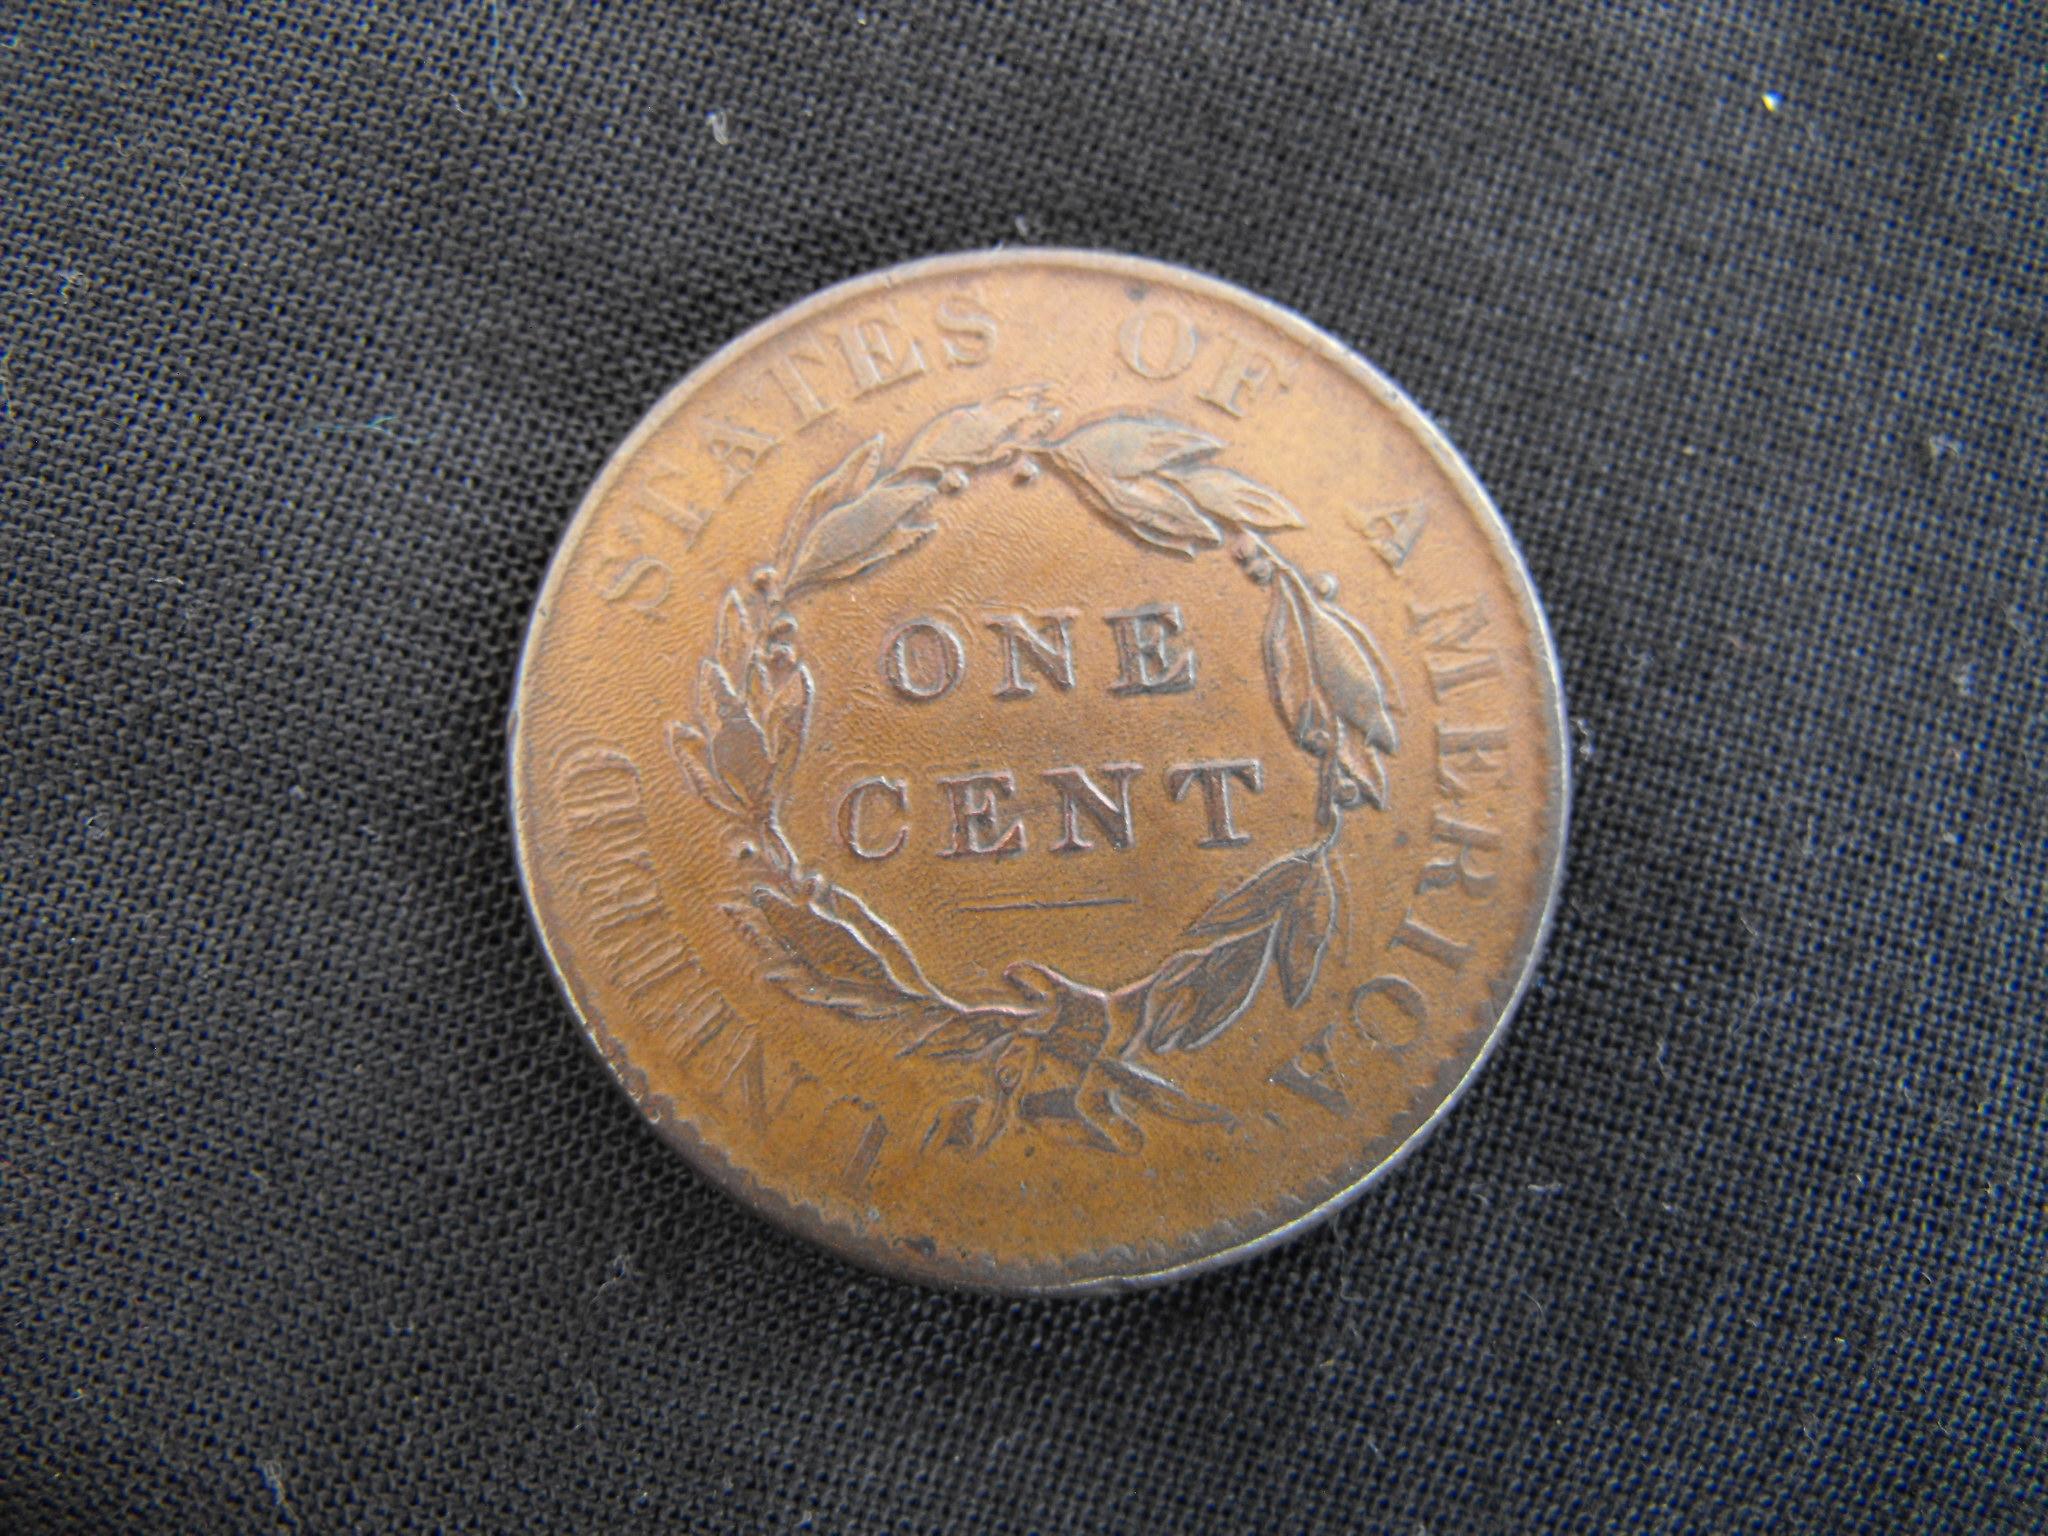 UNITED STATES OF AMERICA
ONE
CENT